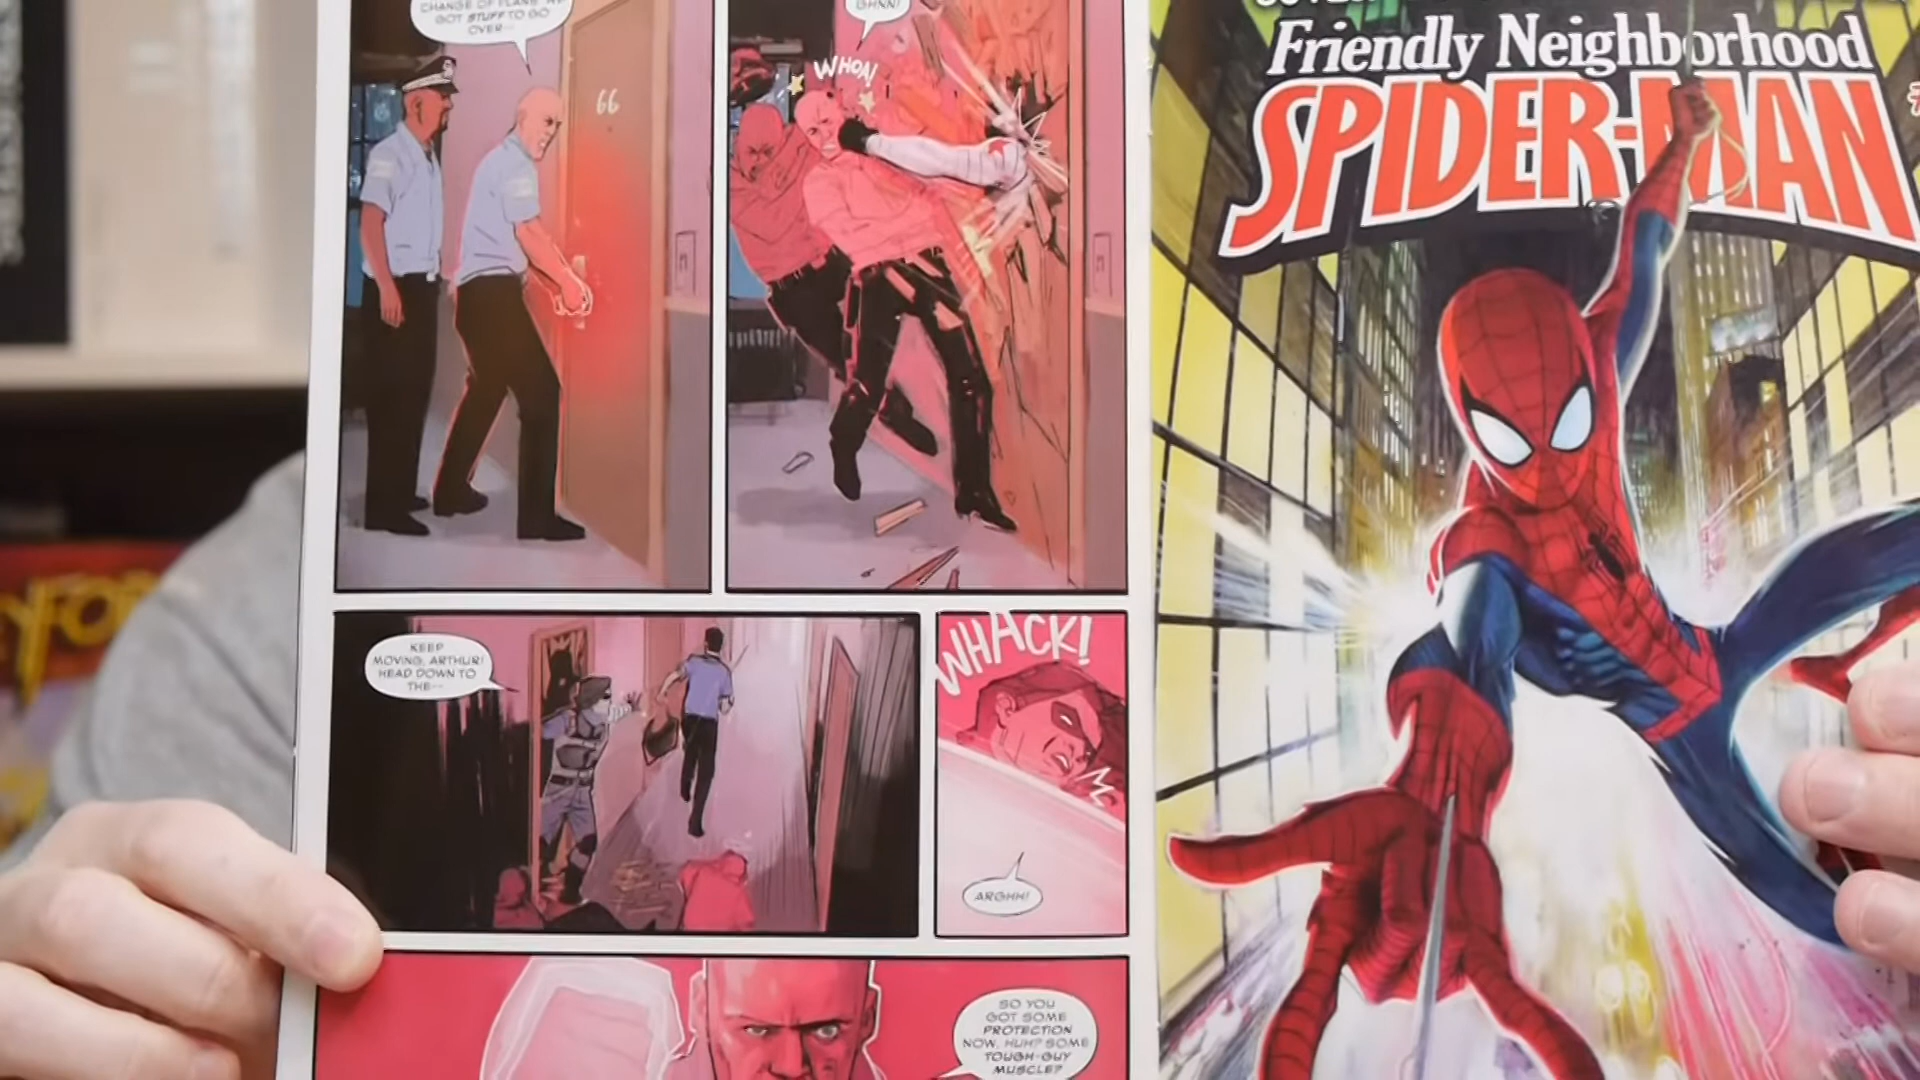 CHANGE OF PLANS. WE
GOT STUFF TO GO
OVER--
66
GHNN!
WHOA!
KEEP
MOVING, ARTHUR!
HEAD DOWN TO
THE--
WHACK!
ARGHH!
SO YOU
GOT SOME
PROTECTION
NOW, HUH? SOME
TOUGH-GUY
MUSCLE?
Friendly Neighborhood
SPIDER-MAN